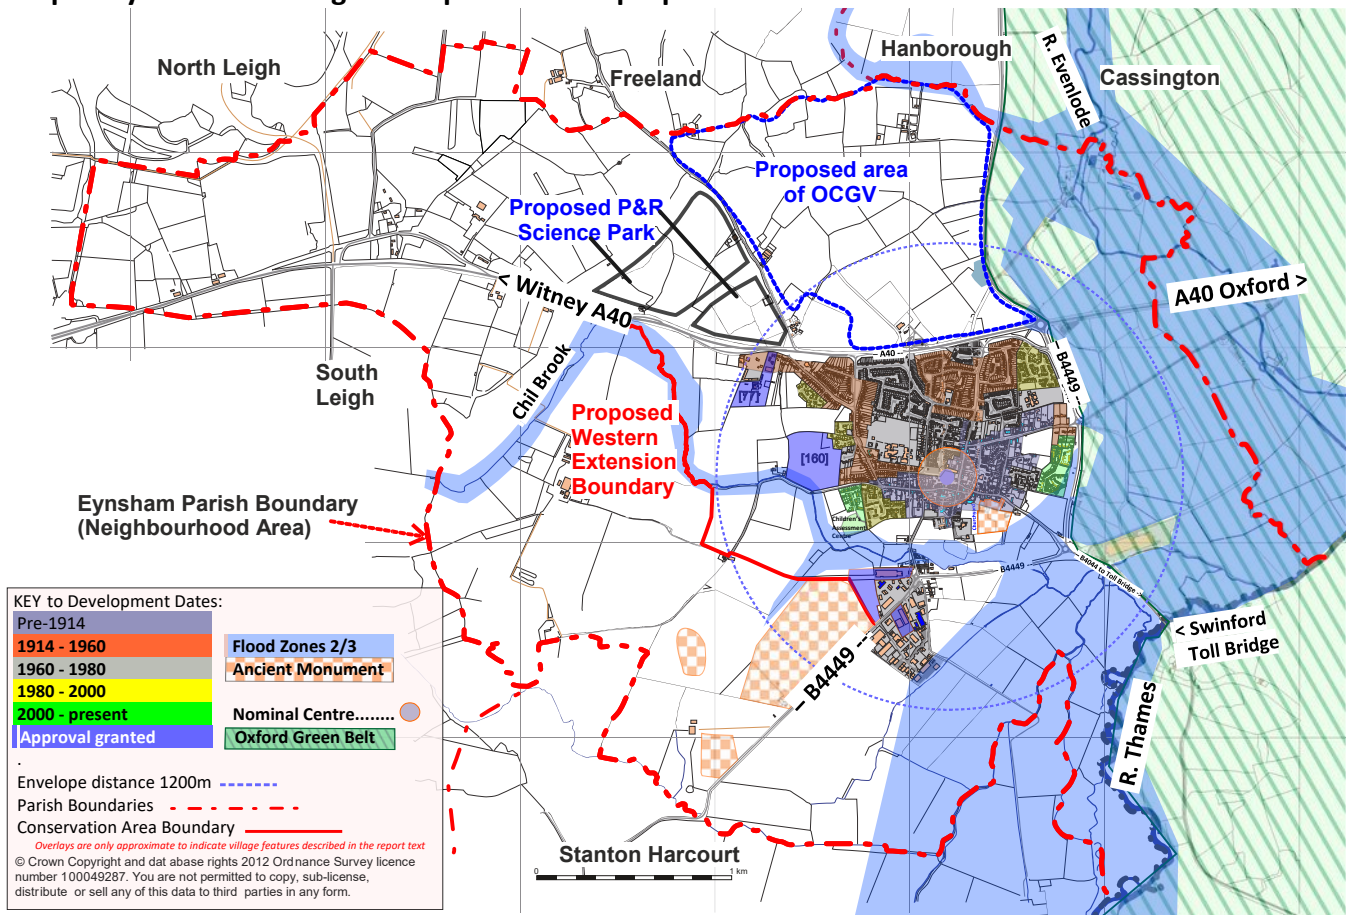 North Leigh
Freeland
Hanborough
R. Evenlode
Cassington
Proposed area
of OCGV
Proposed P&R
Science Park
< Witney A40
A40 Oxford >
– A40 --
-- B4449 --
South
Leigh
Chil Brook
Proposed
Western
Extension
Boundary
[77]
[160]
Eynsham Parish Boundary
(Neighbourhood Area)
Children's
Assessment
Centre
B4449
– B4044 to Toll Bridge ->
< Swinford
Toll Bridge
-- B4449 --
R. Thames
Stanton Harcourt
0
1 km
KEY to Development Dates:
Pre-1914
1914 - 1960
1960 - 1980
1980 - 2000
2000 - present
Approval granted
.
Flood Zones 2/3
Ancient Monument
Nominal Centre........
Oxford Green Belt
Envelope distance 1200m
Parish Boundaries
Conservation Area Boundary
Overlays are only approximate to indicate village features described in the report text
© Crown Copyright and dat abase rights 2012 Ordnance Survey licence
number 100049287. You are not permitted to copy, sub-license,
distribute or sell any of this data to third parties in any form.